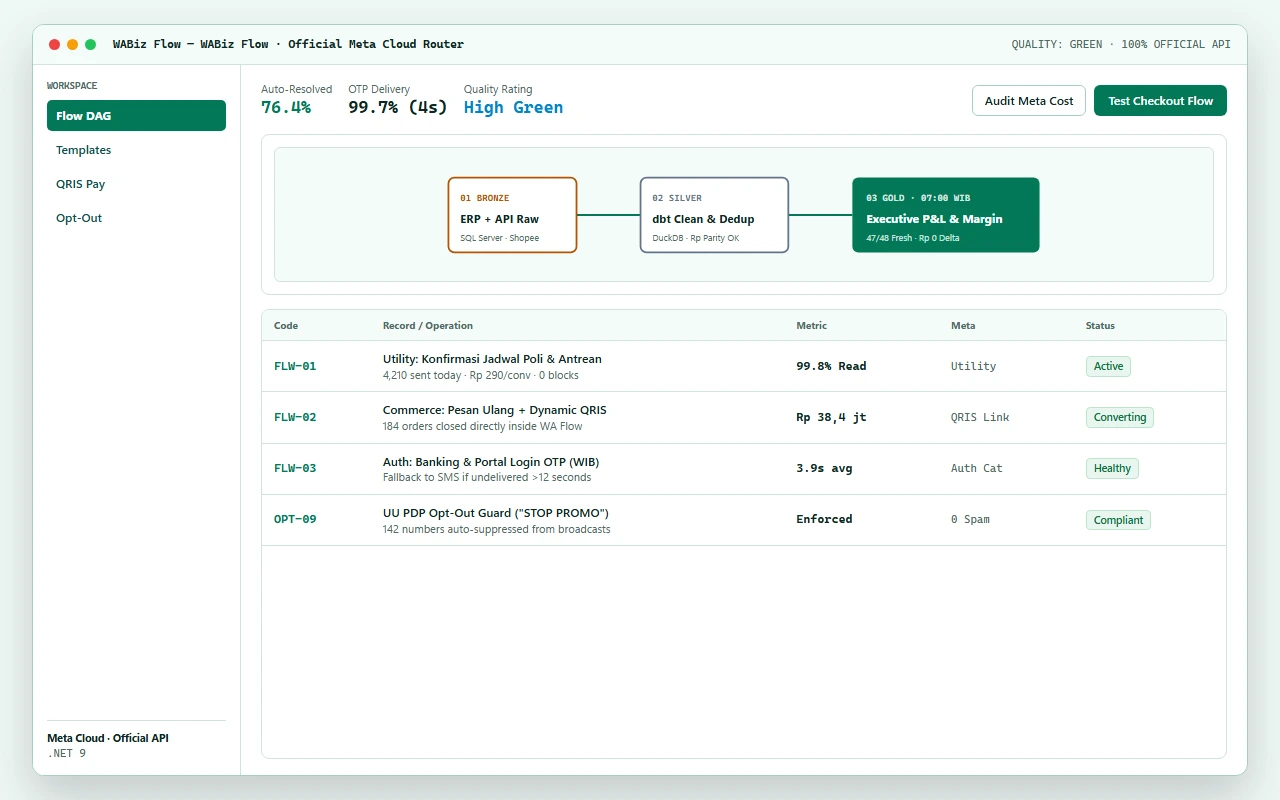 WABiz Flow — WABiz Flow · Official Meta Cloud Router
QUALITY: GREEN · 100% OFFICIAL API
WORKSPACE
Flow DAG
Templates
QRIS Pay
Opt-Out
Meta Cloud · Official API
.NET 9
Auto-Resolved
76.4%
OTP Delivery
99.7% (4s)
Quality Rating
High Green
Audit Meta Cost
Test Checkout Flow
01 BRONZE
ERP + API Raw
SQL Server · Shopee
02 SILVER
dbt Clean & Dedup
DuckDB · Rp Parity OK
03 GOLD · 07:00 WIB
Executive P&L & Margin
47/48 Fresh · Rp 0 Delta
Code Record / Operation Metric Meta Status
FLW-01 Utility: Konfirmasi Jadwal Poli & Antrean 99.8% Read Utility Active
4,210 sent today · Rp 290/conv · 0 blocks
FLW-02 Commerce: Pesan Ulang + Dynamic QRIS Rp 38,4 jt QRIS Link Converting
184 orders closed directly inside WA Flow
FLW-03 Auth: Banking & Portal Login OTP (WIB) 3.9s avg Auth Cat Healthy
Fallback to SMS if undelivered >12 seconds
OPT-09 UU PDP Opt-Out Guard ("STOP PROMO") Enforced 0 Spam Compliant
142 numbers auto-suppressed from broadcasts